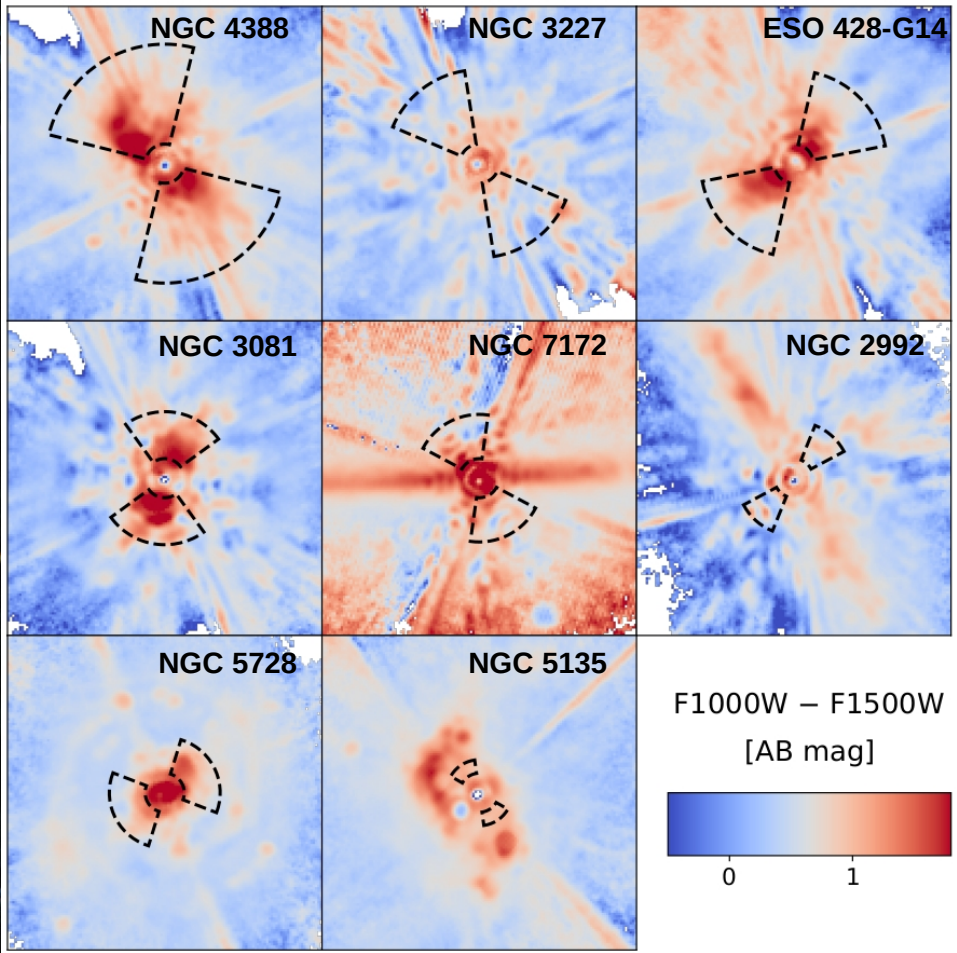 NGC 4388
NGC 3227
ESO 428-G14
NGC 3081
NGC 7172
NGC 2992
NGC 5728
NGC 5135
F1000W − F1500W
[AB mag]
0
1